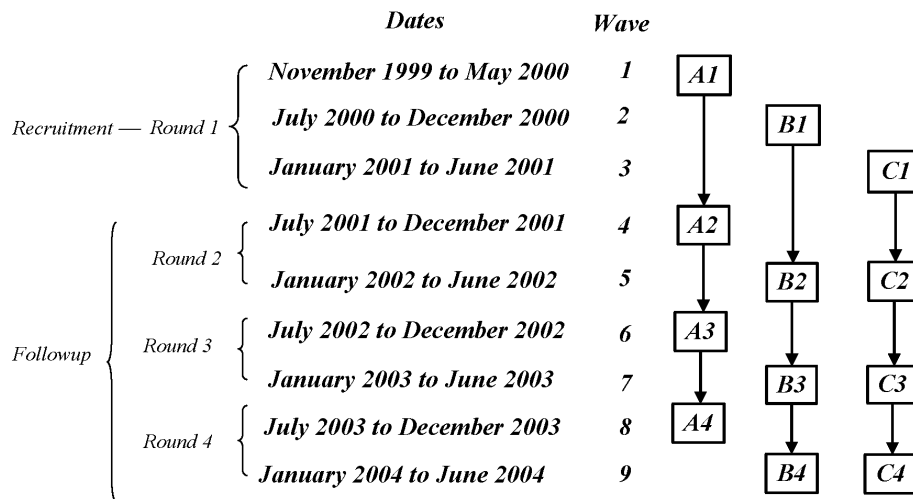 Dates Wave
November 1999 to May 2000 1 A1
July 2000 to December 2000 2 B1
Recruitment — Round 1
January 2001 to June 2001 3 C1
July 2001 to December 2001 4 A2
Round 2
January 2002 to June 2002 5 B2 C2
July 2002 to December 2002 6 A3
Followup Round 3
January 2003 to June 2003 7 B3 C3
July 2003 to December 2003 8 A4
Round 4
January 2004 to June 2004 9 B4 C4